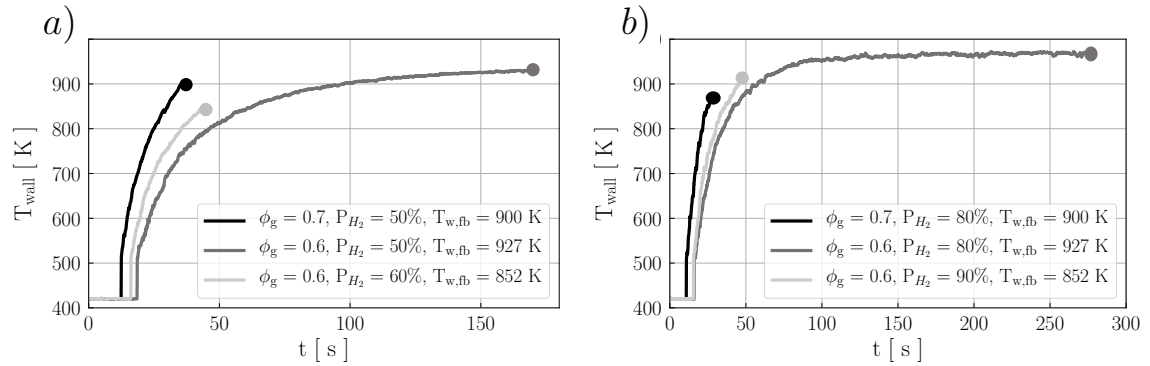 a)
900
800
700
600
500
400
0
50
100
150
T_wall [ K ]
t [ s ]
ϕ_g = 0.7, P_H₂ = 50%, T_w,fb = 900 K
ϕ_g = 0.6, P_H₂ = 50%, T_w,fb = 927 K
ϕ_g = 0.6, P_H₂ = 60%, T_w,fb = 852 K
b)
900
800
700
600
500
400
0
50
100
150
200
250
300
T_wall [ K ]
t [ s ]
ϕ_g = 0.7, P_H₂ = 80%, T_w,fb = 900 K
ϕ_g = 0.6, P_H₂ = 80%, T_w,fb = 927 K
ϕ_g = 0.6, P_H₂ = 90%, T_w,fb = 852 K